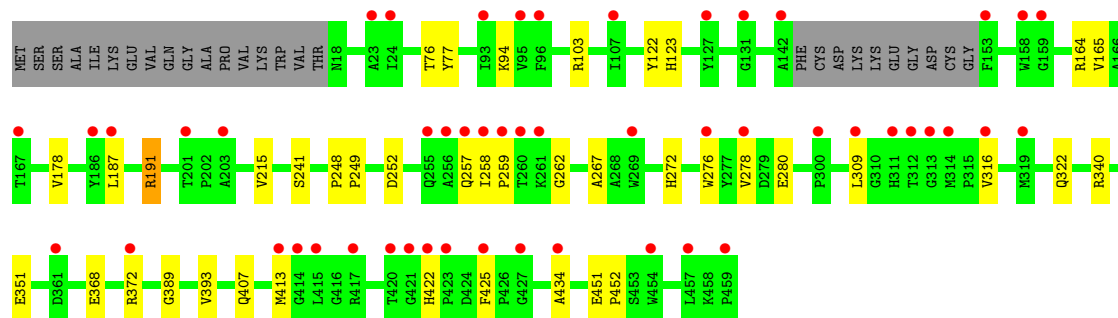 MET SER SER ALA ILE LYS GLU VAL GLN GLY ALA PRO VAL LYS TRP VAL THR N18 A23 I24 T76 Y77 I93 K94 V95 F96 R103 I107 Y122 H123 Y127 G131 A142 PHE CYS ASP LYS LYS GLU GLY ASP CYS GLY F153 W158 G159 R164 V165 A166
T167 V178 Y186 L187 R191 T201 P202 A203 V215 S241 P248 P249 D252 Q255 A256 Q257 I258 P259 T260 K261 G262 A267 A268 W269 H272 W276 Y277 V278 D279 E280 P300 L309 G310 H311 T312 G313 M314 P315 V316 M319 Q322 R340
E351 D361 E368 R372 G389 V393 Q407 M413 G414 L415 G416 R417 T420 G421 H422 P423 D424 F425 P426 G427 A434 E451 P452 S453 W454 L457 K458 P459